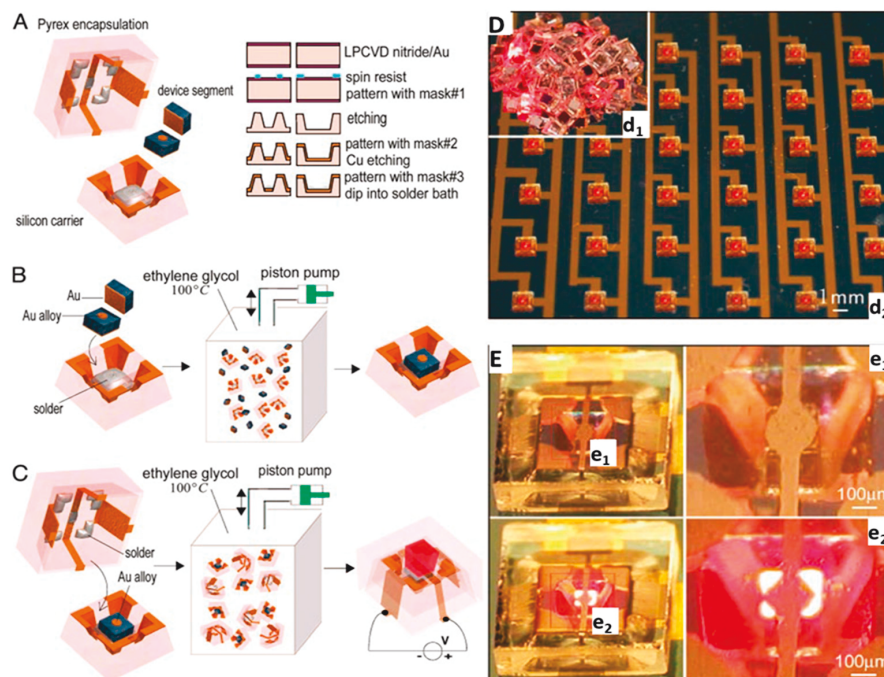 A
Pyrex encapsulation
device segment
silicon carrier
LPCVD nitride/Au
spin resist
pattern with mask#1
etching
pattern with mask#2
Cu etching
pattern with mask#3
dip into solder bath
B
Au
Au alloy
solder
ethylene glycol
100°C
piston pump
C
solder
Au alloy
ethylene glycol
100°C
piston pump
V
- +
D
d1
1mm
E
e1
e2
100µm
100µm